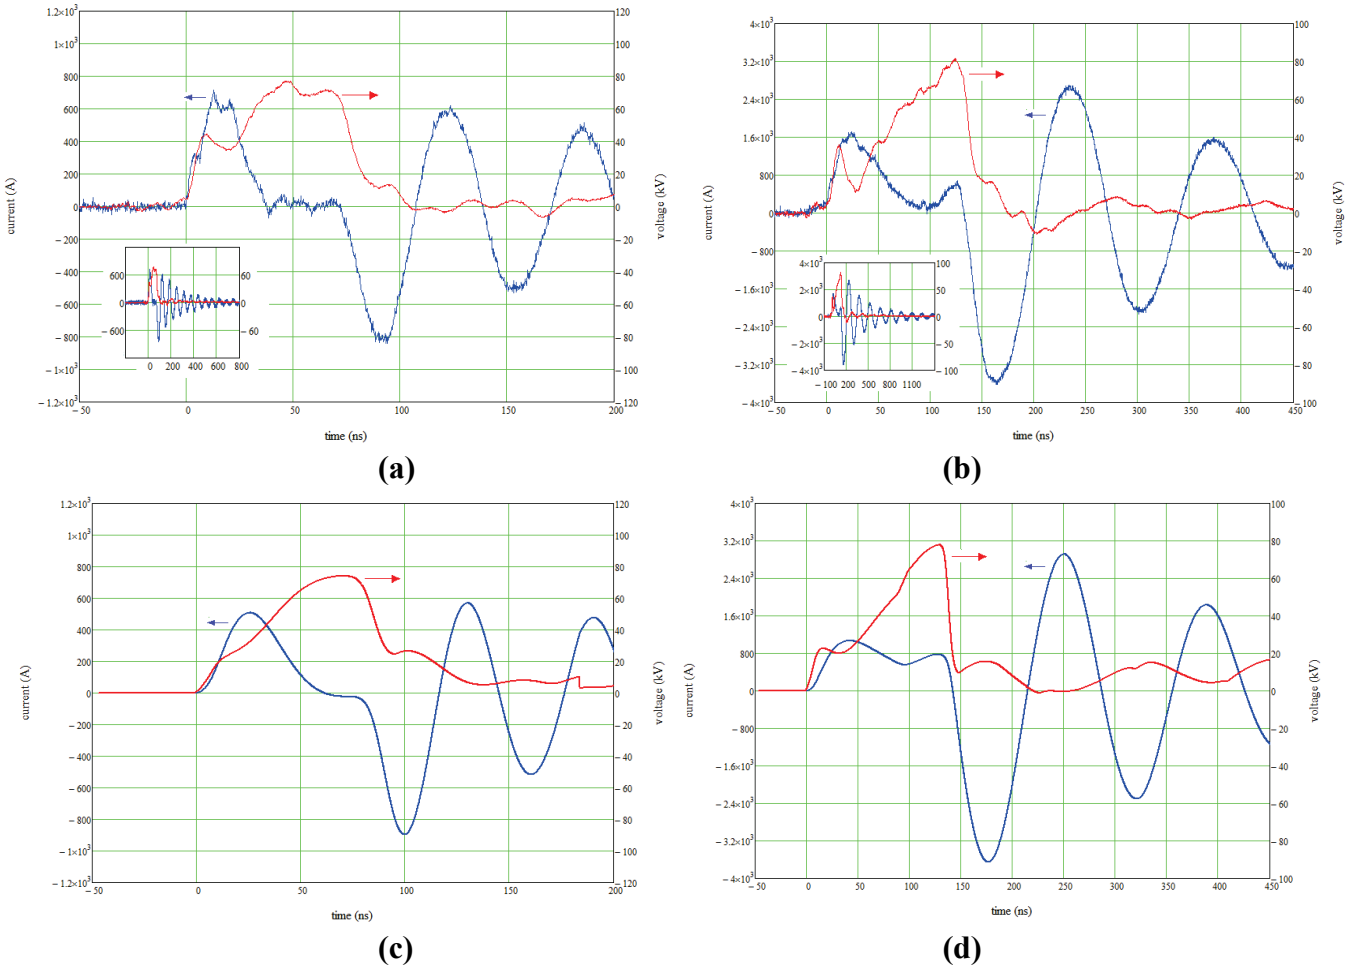 1.2×10³ 120
1×10³ 100
800 80
600 60
400 40
200 20
0 0
−200 20
−400 40
−600 60
−800 80
−1×10³ 100
−1.2×10³ 120
−50 0 50 100 150 200
current (A)
voltage (kV)
time (ns)
600 60
0 0
−600 −60
0 200 400 600 800
(a)
4×10³ 100
3.2×10³ 80
2.4×10³ 60
1.6×10³ 40
800 20
0 0
−800 −20
−1.6×10³ −40
−2.4×10³ −60
−3.2×10³ −80
−4×10³ −100
−50 0 50 100 150 200 250 300 350 400 450
current (A)
voltage (kV)
time (ns)
4×10³ 100
2×10³ 50
0 0
−2×10³ −50
−4×10³ −100
−100 200 500 800 1100
(b)
1.2×10³ 120
1×10³ 100
800 80
600 60
400 40
200 20
0 0
−200 −20
−400 −40
−600 −60
−800 −80
−1×10³ −100
−1.2×10³ −120
−50 0 50 100 150 200
current (A)
voltage (kV)
time (ns)
(c)
4×10³ 100
3.2×10³ 80
2.4×10³ 60
1.6×10³ 40
800 20
0 0
−800 −20
−1.6×10³ −40
−2.4×10³ −60
−3.2×10³ −80
−4×10³ −100
−50 0 50 100 150 200 250 300 350 400 450
current (A)
voltage (kV)
time (ns)
(d)